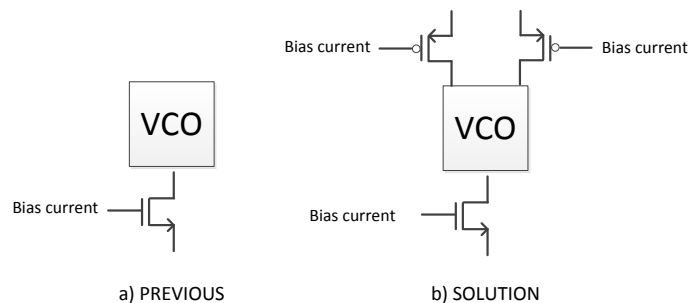 Bias current
Bias current
VCO
VCO
Bias current
Bias current
a) PREVIOUS
b) SOLUTION